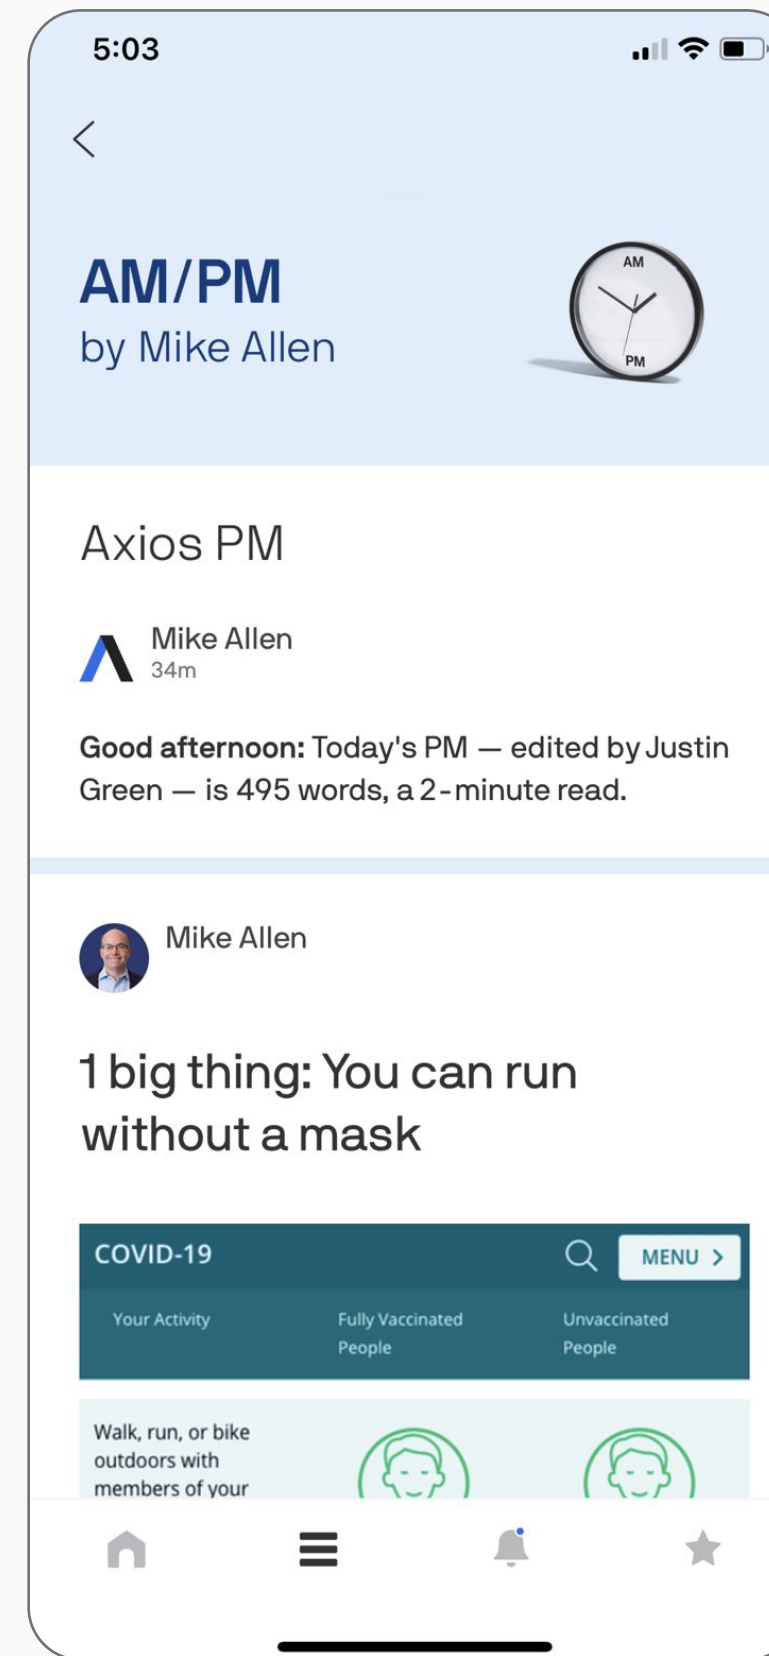 5:03
AM/PM
by Mike Allen
AM
PM
Axios PM
Mike Allen
34m
Good afternoon: Today's PM — edited by Justin
Green — is 495 words, a 2-minute read.
Mike Allen
1 big thing: You can run
without a mask
COVID-19
MENU
Your Activity
Fully Vaccinated
People
Unvaccinated
People
Walk, run, or bike
outdoors with
members of your